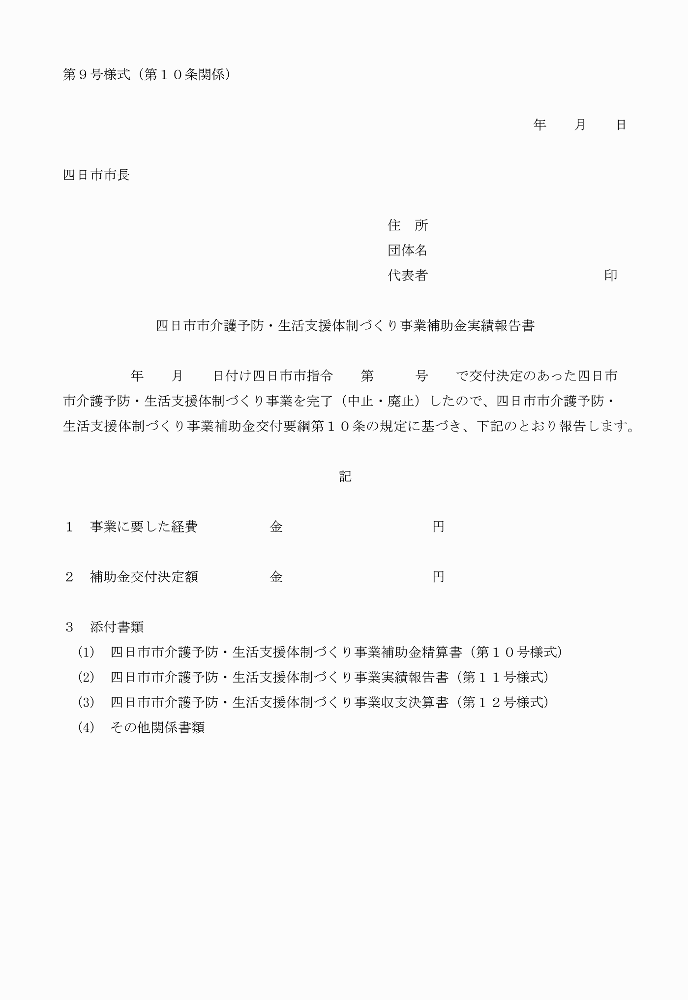 第９号様式（第１０条関係）
年　　月　　日
四日市市長
住　所
団体名
代表者　　　　　　　　　　　　　印
四日市市介護予防・生活支援体制づくり事業補助金実績報告書
年　　月　　日付け四日市市指令　　第　　　号　　で交付決定のあった四日市
市介護予防・生活支援体制づくり事業を完了（中止・廃止）したので、四日市市介護予防・
生活支援体制づくり事業補助金交付要綱第１０条の規定に基づき、下記のとおり報告します。
記
１　事業に要した経費　　　　　金　　　　　　　　　　　円
２　補助金交付決定額　　　　　金　　　　　　　　　　　円
３　添付書類
(1)　四日市市介護予防・生活支援体制づくり事業補助金精算書（第１０号様式）
(2)　四日市市介護予防・生活支援体制づくり事業実績報告書（第１１号様式）
(3)　四日市市介護予防・生活支援体制づくり事業収支決算書（第１２号様式）
(4)　その他関係書類